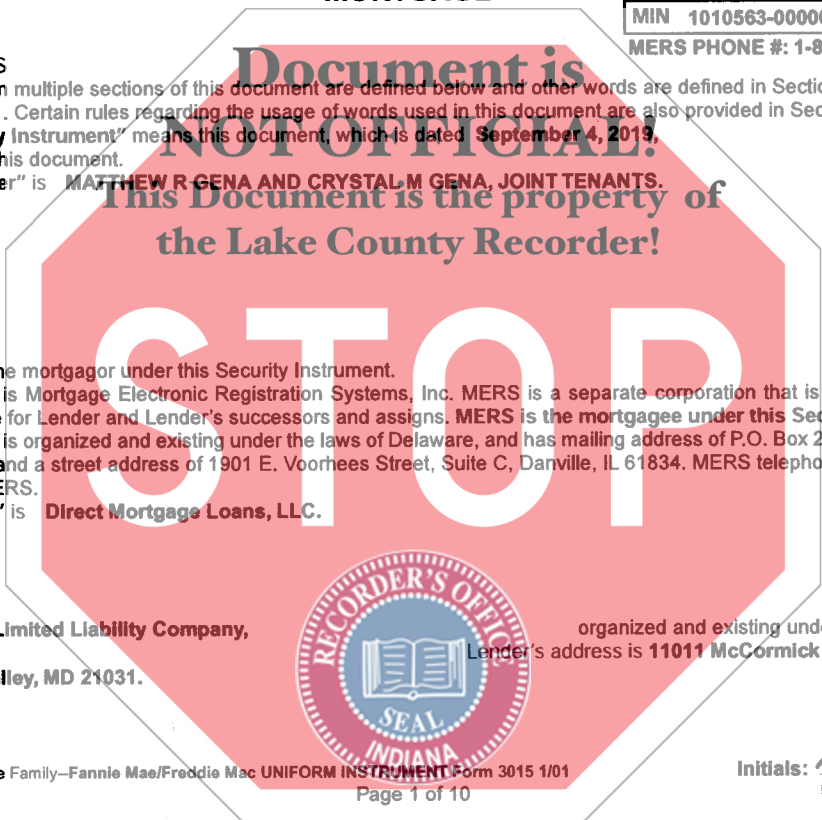 MORTGAGE
MIN 1010563-00000
MERS PHONE #: 1-8
S
n multiple sections of this document are defined below and other words are defined in Sectio
. Certain rules regarding the usage of words used in this document are also provided in Sec
y Instrument" means this document, which is dated September 4, 2019,
his document.
er" is MATTHEW R GENA AND CRYSTAL M GENA, JOINT TENANTS.
Document is
NOT OFFICIAL!
This Document is the property of
the Lake County Recorder!
STOP
he mortgagor under this Security Instrument.
is Mortgage Electronic Registration Systems, Inc. MERS is a separate corporation that is
e for Lender and Lender's successors and assigns. MERS is the mortgagee under this Sec
is organized and existing under the laws of Delaware, and has mailing address of P.O. Box 2
and a street address of 1901 E. Voorhees Street, Suite C, Danville, IL 61834. MERS telepho
ERS.
" is Direct Mortgage Loans, LLC.
Limited Liability Company,
organized and existing unde
Lender's address is 11011 McCormick
lley, MD 21031.
RECORDER'S OFFICE
SEAL
INDIANA
e Family–Fannie Mae/Freddie Mac UNIFORM INSTRUMENT Form 3015 1/01
Initials:
Page 1 of 10